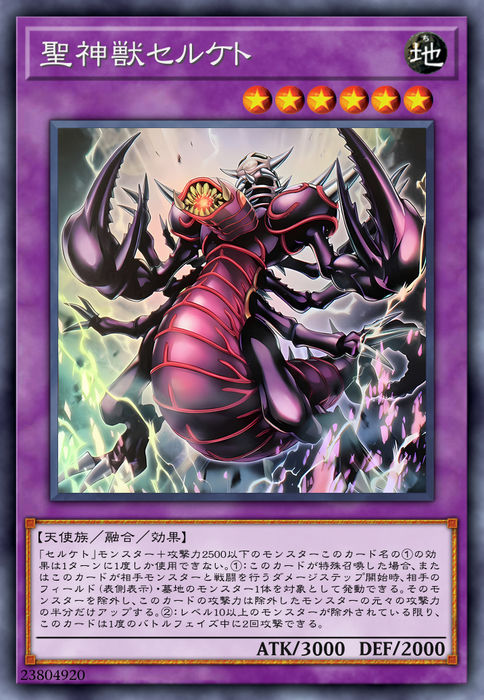 聖神獣セルケト
地
ち
【天使族／融合／効果】
「セルケト」モンスター＋攻撃力2500以下のモンスターこのカード名の①の効
果は1ターンに1度しか使用できない。①：このカードが特殊召喚した場合、また
はこのカードが相手モンスターと戦闘を行うダメージステップ開始時、相手の
フィールド（表側表示）・墓地のモンスター1体を対象として発動できる。そのモ
ンスターを除外し、このカードの攻撃力は除外したモンスターの元々の攻撃力
の半分だけアップする。②：レベル10以上のモンスターが除外されている限り、
このカードは1度のバトルフェイズ中に2回攻撃できる。
ATK/3000 DEF/2000
23804920